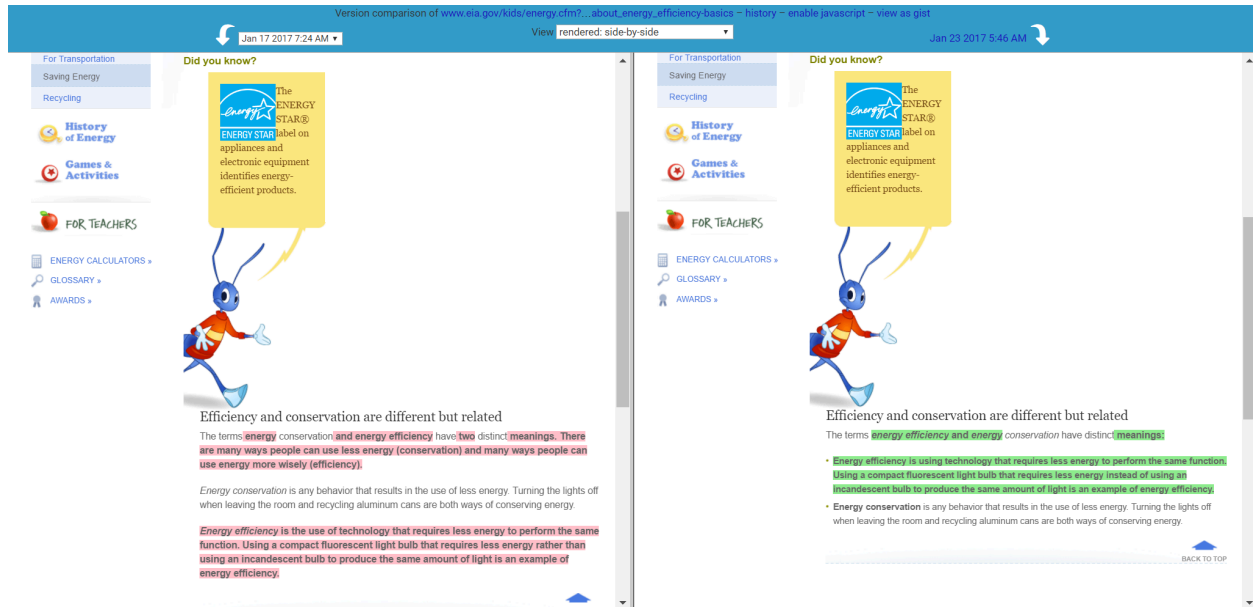 Version comparison of www.eia.gov/kids/energy.cfm?...about_energy_efficiency-basics – history – enable javascript – view as gist
Jan 17 2017 7:24 AM
View rendered: side-by-side
Jan 23 2017 5:46 AM
For Transportation
Saving Energy
Recycling
History
of Energy
Games &
Activities
FOR TEACHERS
ENERGY CALCULATORS »
GLOSSARY »
AWARDS »
Did you know?
energy
ENERGY STAR
The
ENERGY
STAR®
label on
appliances and
electronic equipment
identifies energy-
efficient products.
Efficiency and conservation are different but related
The terms energy conservation and energy efficiency have two distinct meanings. There
are many ways people can use less energy (conservation) and many ways people can
use energy more wisely (efficiency).
Energy conservation is any behavior that results in the use of less energy. Turning the lights off
when leaving the room and recycling aluminum cans are both ways of conserving energy.
Energy efficiency is the use of technology that requires less energy to perform the same
function. Using a compact fluorescent light bulb that requires less energy rather than
using an incandescent bulb to produce the same amount of light is an example of
energy efficiency.
For Transportation
Saving Energy
Recycling
History
of Energy
Games &
Activities
FOR TEACHERS
ENERGY CALCULATORS »
GLOSSARY »
AWARDS »
Did you know?
energy
ENERGY STAR
The
ENERGY
STAR®
label on
appliances and
electronic equipment
identifies energy-
efficient products.
Efficiency and conservation are different but related
The terms energy efficiency and energy conservation have distinct meanings:
• Energy efficiency is using technology that requires less energy to perform the same function.
Using a compact fluorescent light bulb that requires less energy instead of using an
incandescent bulb to produce the same amount of light is an example of energy efficiency.
• Energy conservation is any behavior that results in the use of less energy. Turning the lights off
when leaving the room and recycling aluminum cans are both ways of conserving energy.
BACK TO TOP